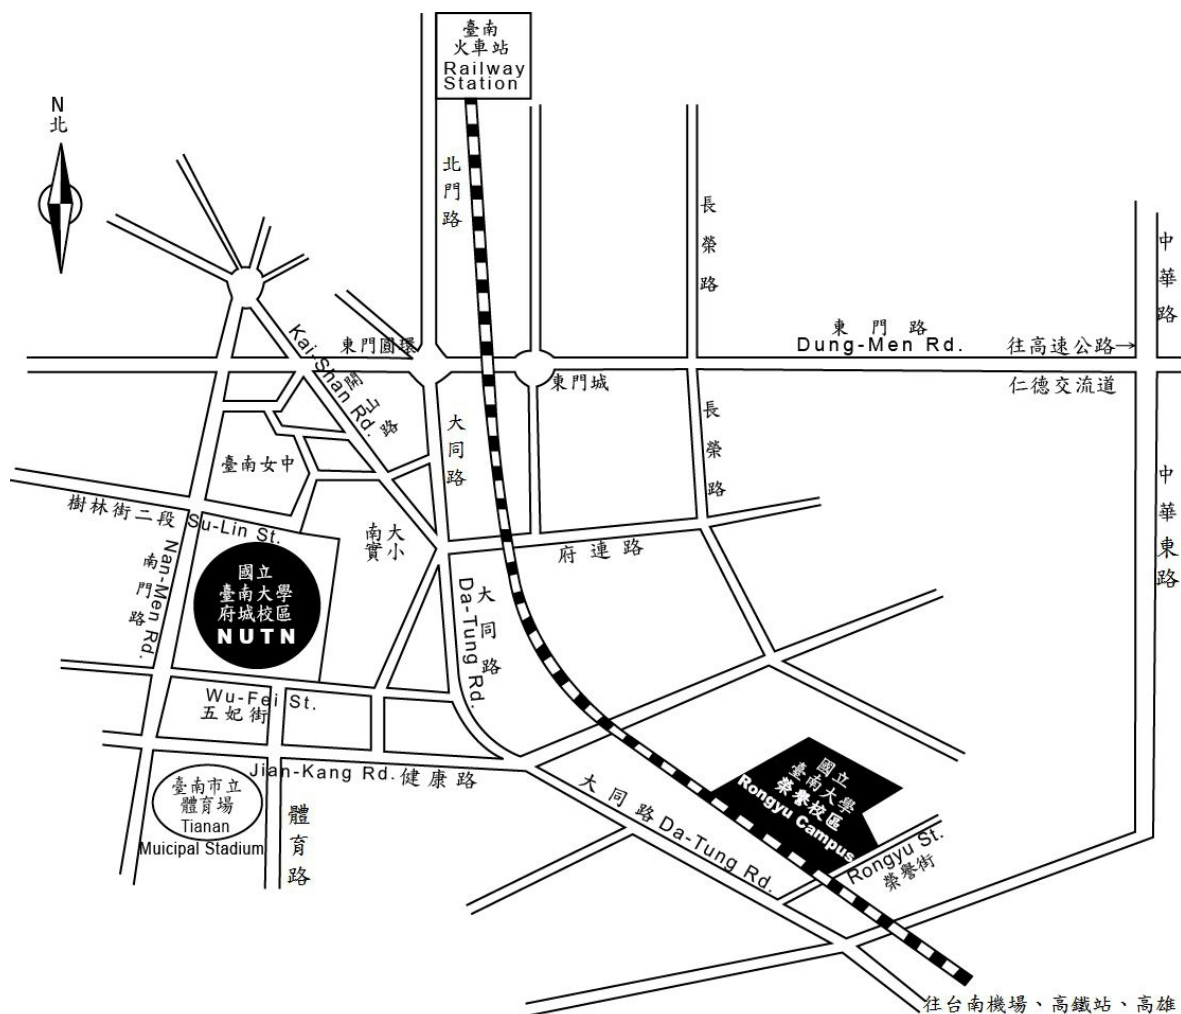 臺南
火車站
Railway
Station
N
北
北門路
長榮路
中華路
東門路
Dung-Men Rd.
往高速公路→
仁德交流道
東門圓環
東門城
Kai-Shan Rd.
開山路
大同路
長榮路
中華東路
臺南女中
樹林街二段 Su-Lin St.
南大
實小
府連路
南門路
Nan-Men Rd.
國立
臺南大學
府城校區
NUTN
大同路
Da-Tung Rd.
Wu-Fei St.
五妃街
Jian-Kang Rd. 健康路
臺南市立
體育場
Tianan
Muicipal Stadium
體育路
國立
臺南大學
榮譽校區
Rongyu Campus
大同路 Da-Tung Rd.
Rongyu St.
榮譽街
往台南機場、高鐵站、高雄